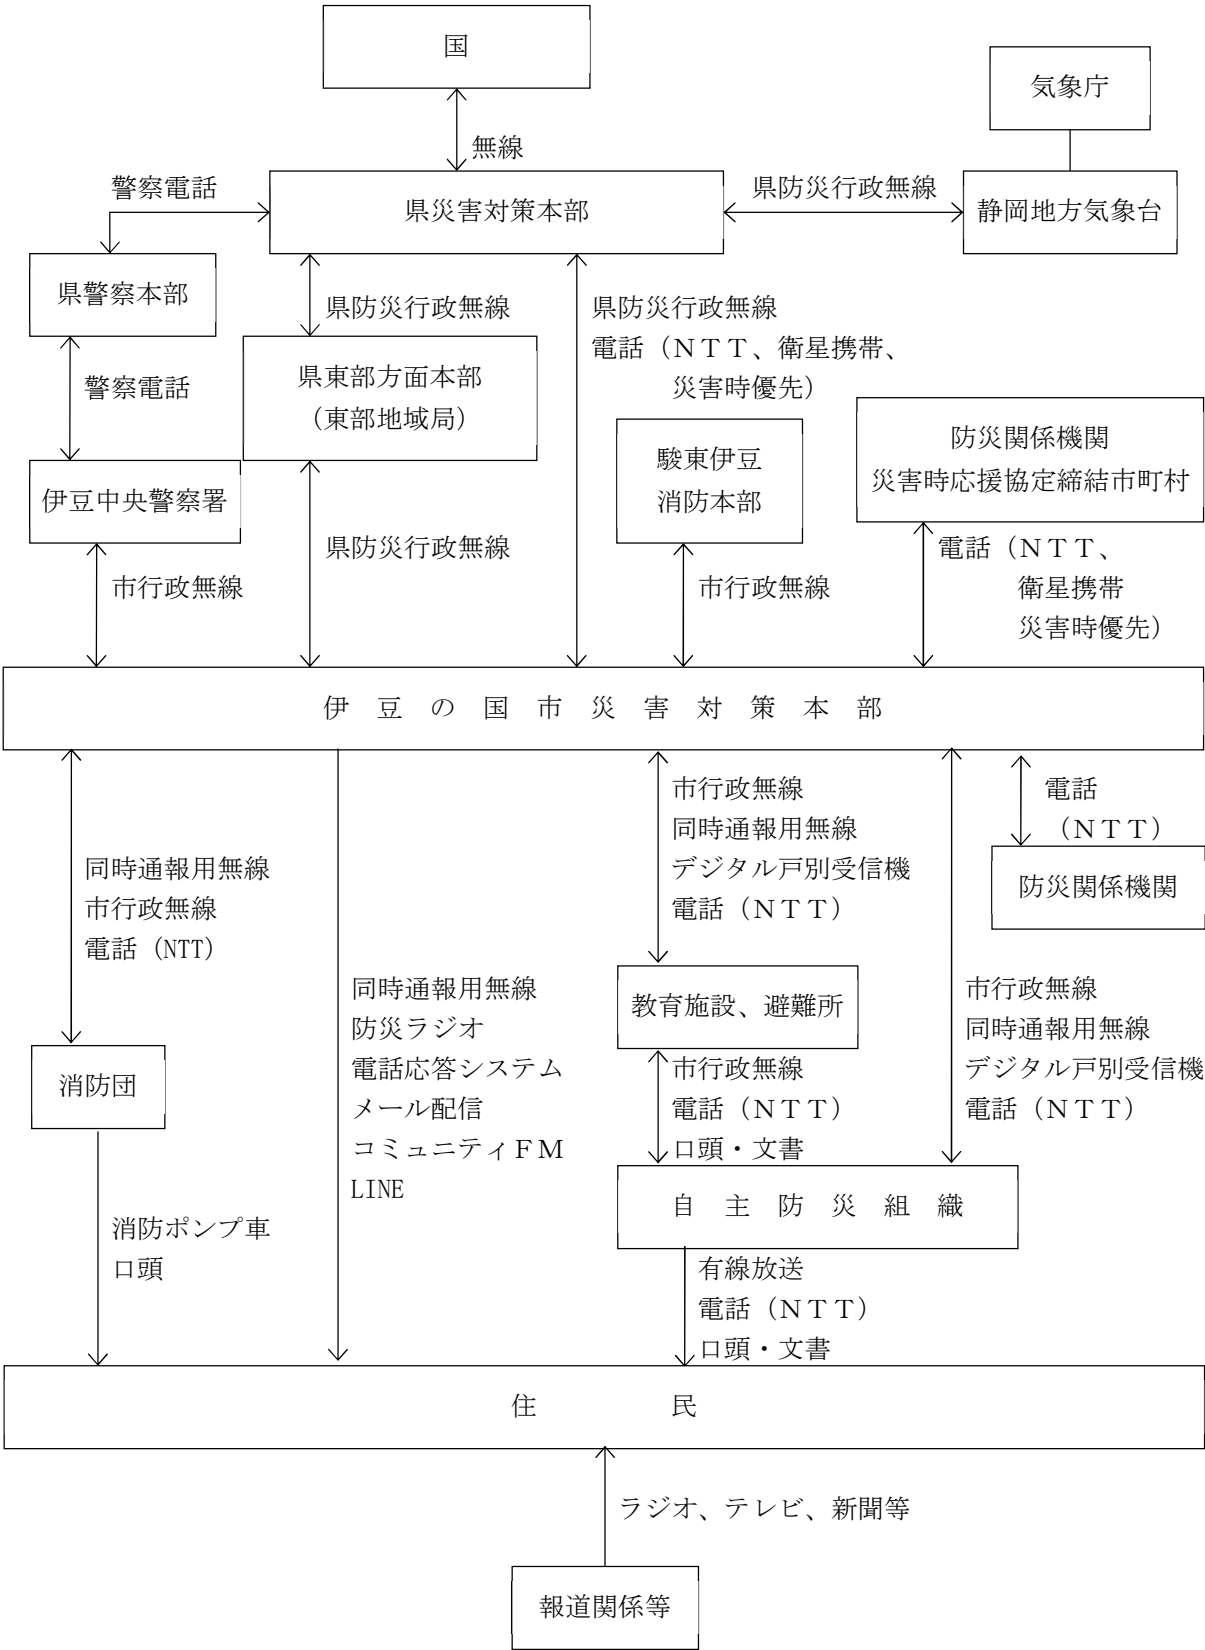 国
気象庁
無線
警察電話
県災害対策本部
県防災行政無線
静岡地方気象台
県警察本部
県防災行政無線
県防災行政無線
電話（ＮＴＴ、衛星携帯、
災害時優先）
警察電話
県東部方面本部
（東部地域局）
駿東伊豆
消防本部
防災関係機関
災害時応援協定締結市町村
伊豆中央警察署
市行政無線
県防災行政無線
市行政無線
電話（ＮＴＴ、
衛星携帯
災害時優先）
伊豆の国市災害対策本部
同時通報用無線
市行政無線
電話（NTT）
市行政無線
同時通報用無線
デジタル戸別受信機
電話（ＮＴＴ）
電話
（ＮＴＴ）
防災関係機関
同時通報用無線
防災ラジオ
電話応答システム
メール配信
コミュニティＦＭ
LINE
教育施設、避難所
市行政無線
同時通報用無線
デジタル戸別受信機
電話（ＮＴＴ）
消防団
市行政無線
電話（ＮＴＴ）
口頭・文書
自主防災組織
消防ポンプ車
口頭
有線放送
電話（ＮＴＴ）
口頭・文書
住民
ラジオ、テレビ、新聞等
報道関係等